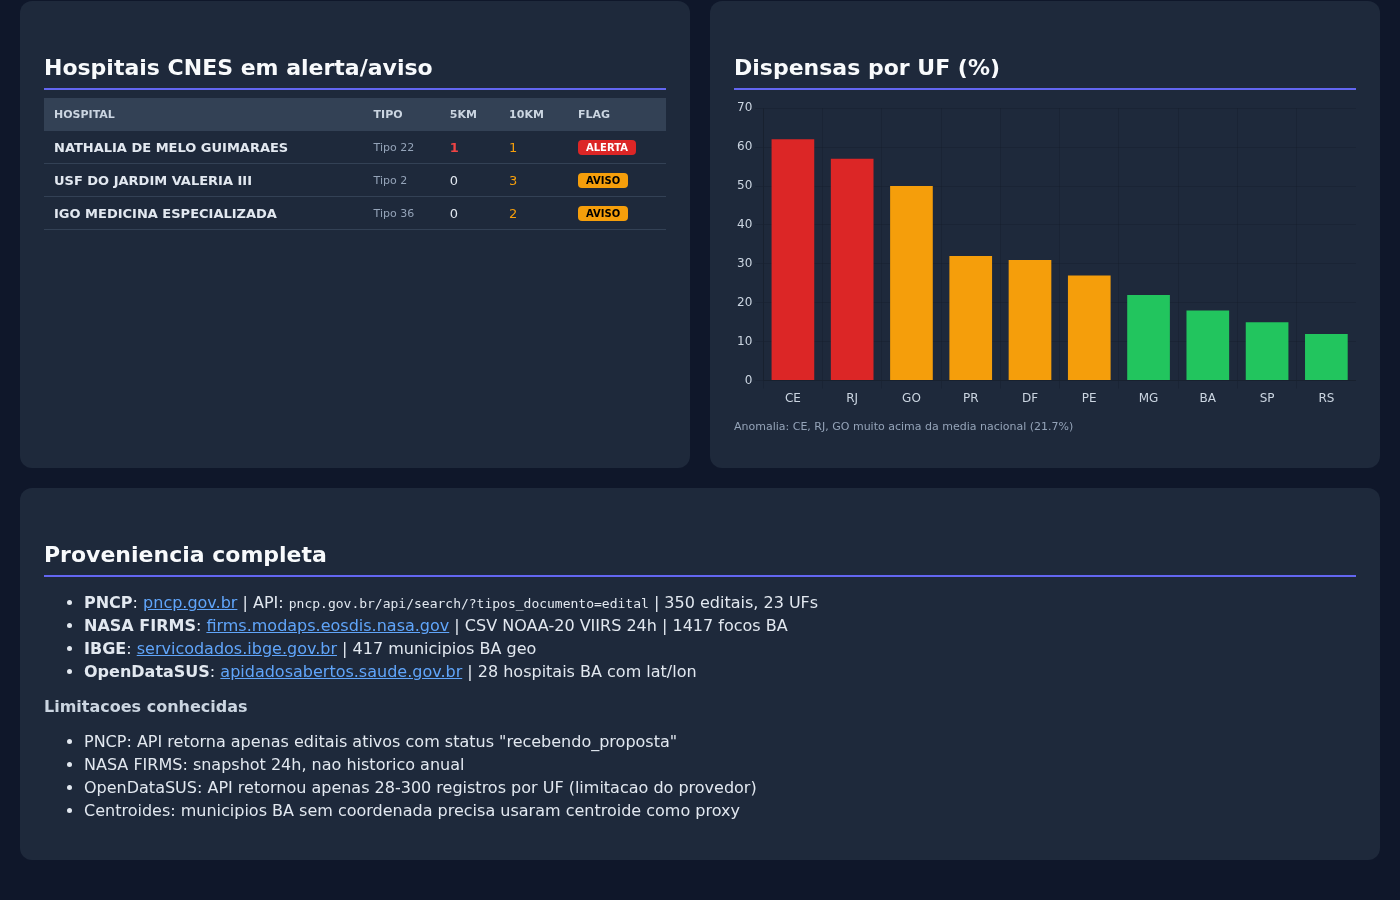 Hospitais CNES em alerta/aviso
HOSPITAL TIPO 5KM 10KM FLAG
NATHALIA DE MELO GUIMARAES Tipo 22 1 1 ALERTA
USF DO JARDIM VALERIA III Tipo 2 0 3 AVISO
IGO MEDICINA ESPECIALIZADA Tipo 36 0 2 AVISO
Dispensas por UF (%)
70
60
50
40
30
20
10
0
CE RJ GO PR DF PE MG BA SP RS
Anomalia: CE, RJ, GO muito acima da media nacional (21.7%)
Proveniencia completa
• PNCP: pncp.gov.br | API: pncp.gov.br/api/search/?tipos_documento=edital | 350 editais, 23 UFs
• NASA FIRMS: firms.modaps.eosdis.nasa.gov | CSV NOAA-20 VIIRS 24h | 1417 focos BA
• IBGE: servicodados.ibge.gov.br | 417 municipios BA geo
• OpenDataSUS: apidadosabertos.saude.gov.br | 28 hospitais BA com lat/lon
Limitacoes conhecidas
• PNCP: API retorna apenas editais ativos com status "recebendo_proposta"
• NASA FIRMS: snapshot 24h, nao historico anual
• OpenDataSUS: API retornou apenas 28-300 registros por UF (limitacao do provedor)
• Centroides: municipios BA sem coordenada precisa usaram centroide como proxy